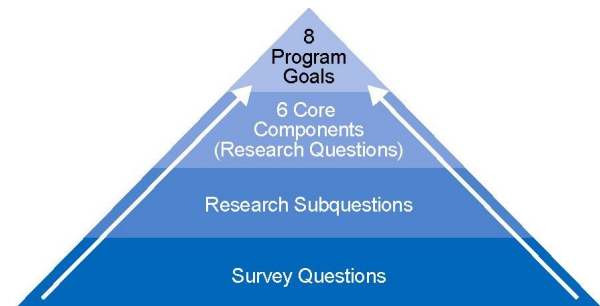 8
Program
Goals
6 Core
Components
(Research Questions)
Research Subquestions
Survey Questions